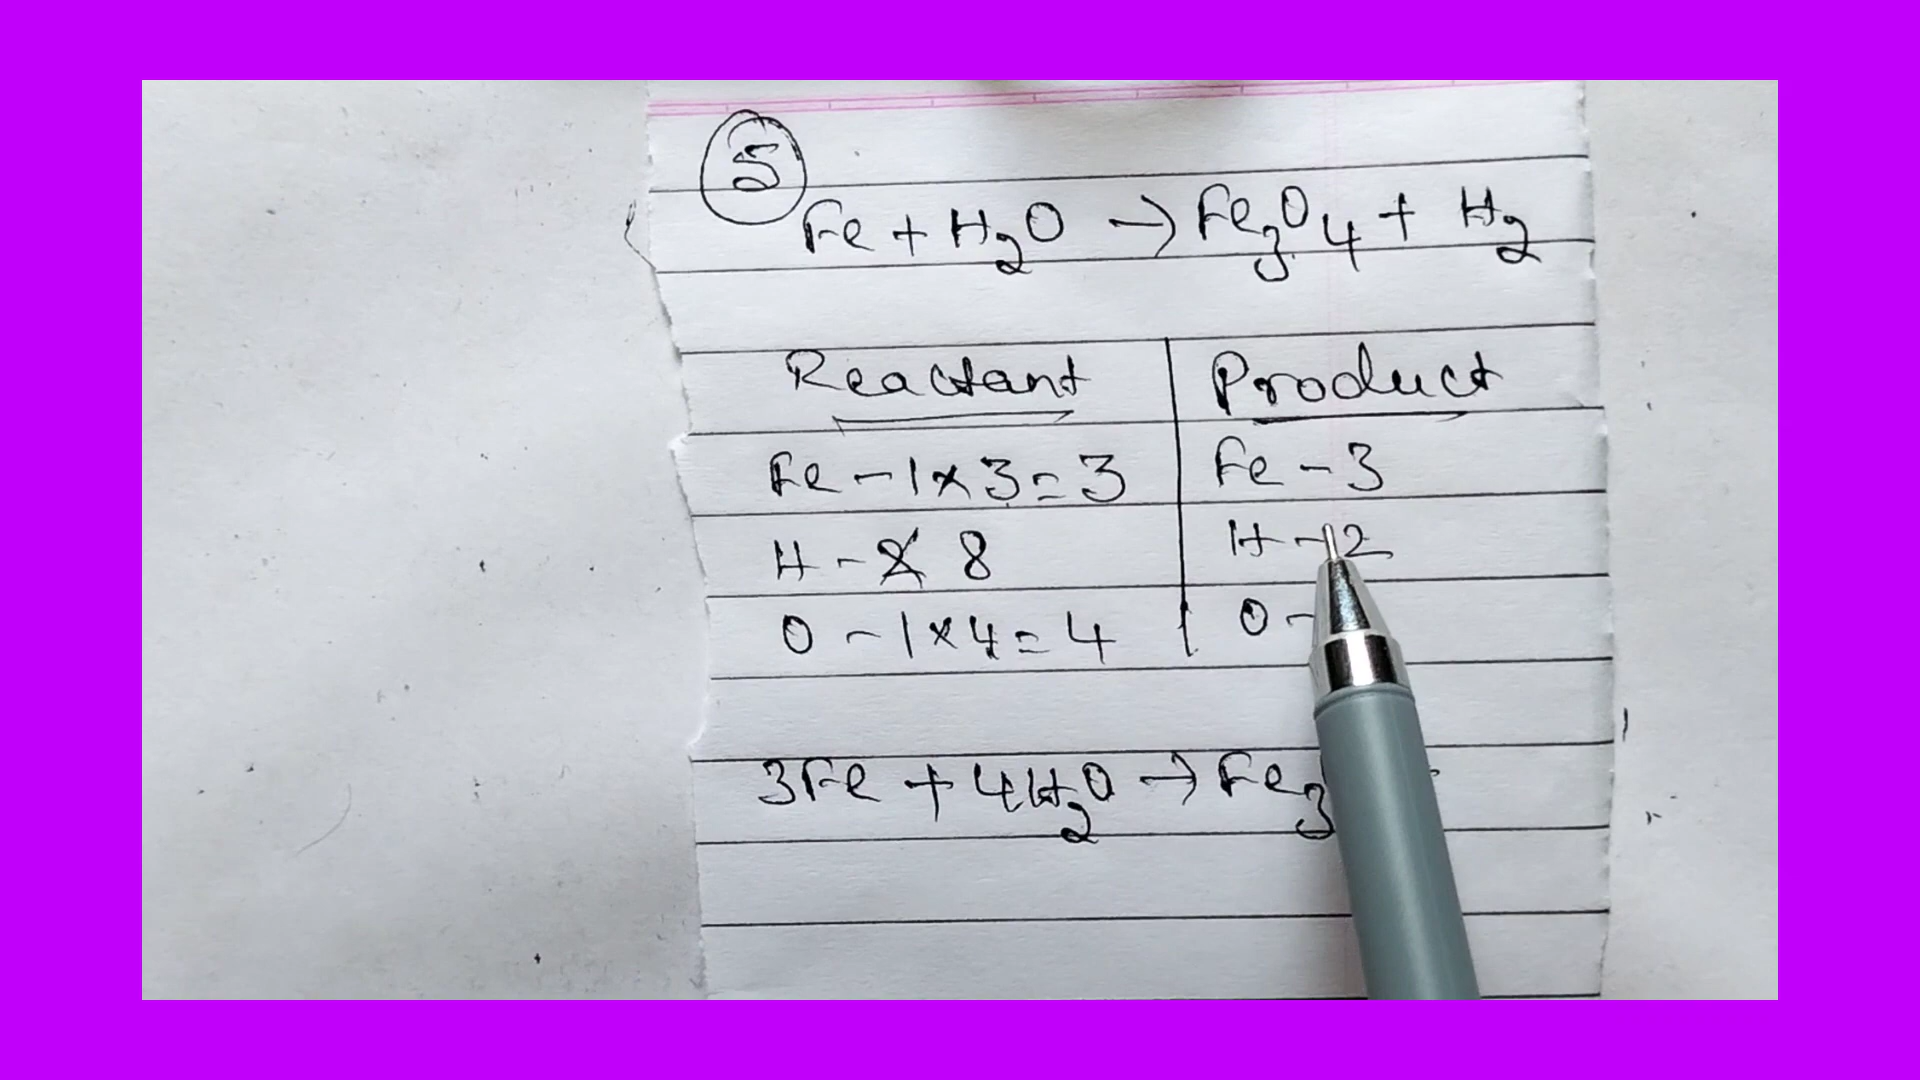 5
Fe + H2O → Fe3O4 + H2
Reactant Product
Fe - 1 x 3 = 3 Fe - 3
H - 2 8 H - 2
O - 1 x 4 = 4 O -
3Fe + 4H2O → Fe3